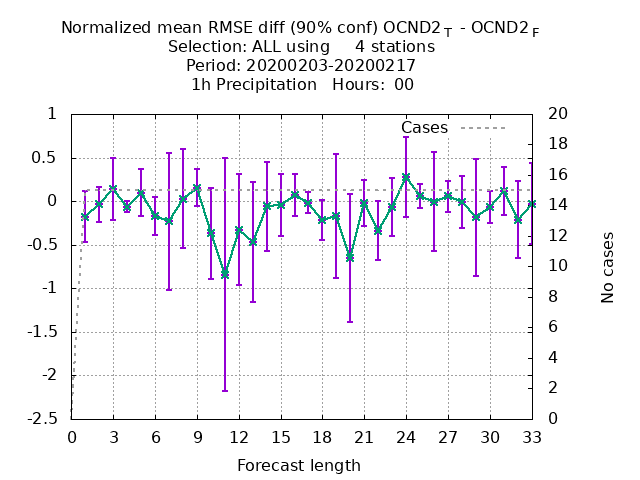 Normalized mean RMSE diff (90% conf) OCND2 T - OCND2 F
Selection: ALL using 4 stations
Period: 20200203-20200217
1h Precipitation Hours: 00
Cases
1
0.5
0
-0.5
-1
-1.5
-2
-2.5
20
18
16
14
12
10
8
6
4
2
0
No cases
0 3 6 9 12 15 18 21 24 27 30 33
Forecast length